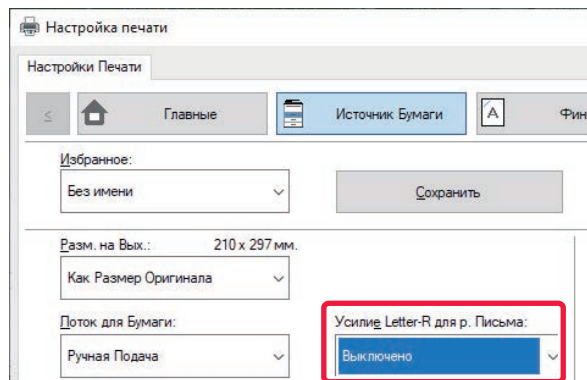 Настройка печати
Настройки Печати
< Главные Источник Бумаги A Фин
Избранное:
Без имени Сохранить
Разм. на Вых.: 210 x 297 мм.
Как Размер Оригинала
Лоток для Бумаги: Усилие Letter-R для р. Письма:
Ручная Подача Выключено